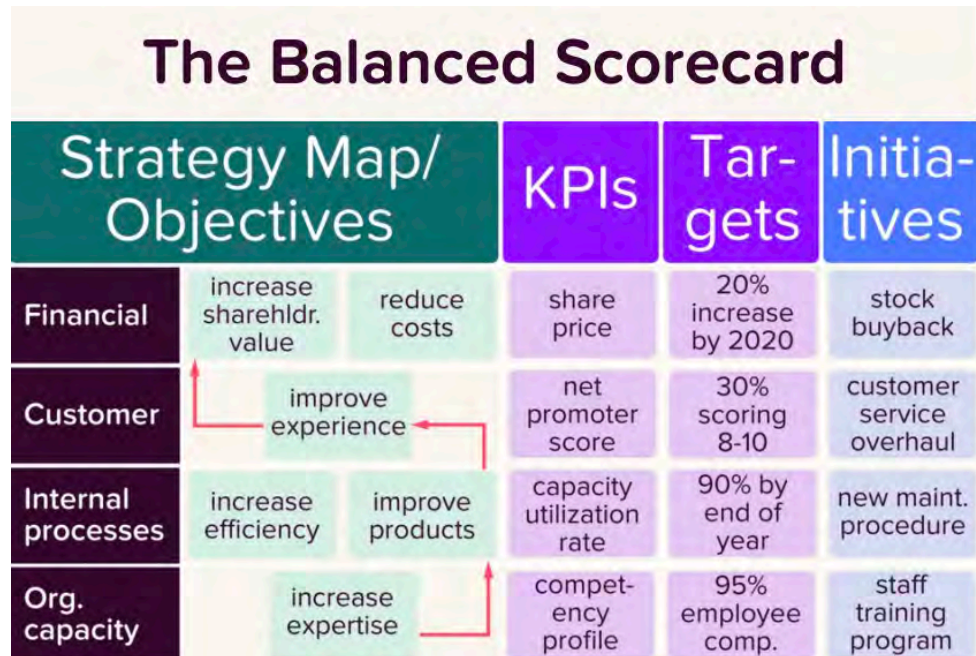 The Balanced Scorecard
Strategy Map/
Objectives
KPIs
Tar-
gets
Initia-
tives
Financial
increase
sharehldr.
value
reduce
costs
share
price
20%
increase
by 2020
stock
buyback
Customer
improve
experience
net
promoter
score
30%
scoring
8-10
customer
service
overhaul
Internal
processes
increase
efficiency
improve
products
capacity
utilization
rate
90% by
end of
year
new maint.
procedure
Org.
capacity
increase
expertise
compet-
ency
profile
95%
employee
comp.
staff
training
program